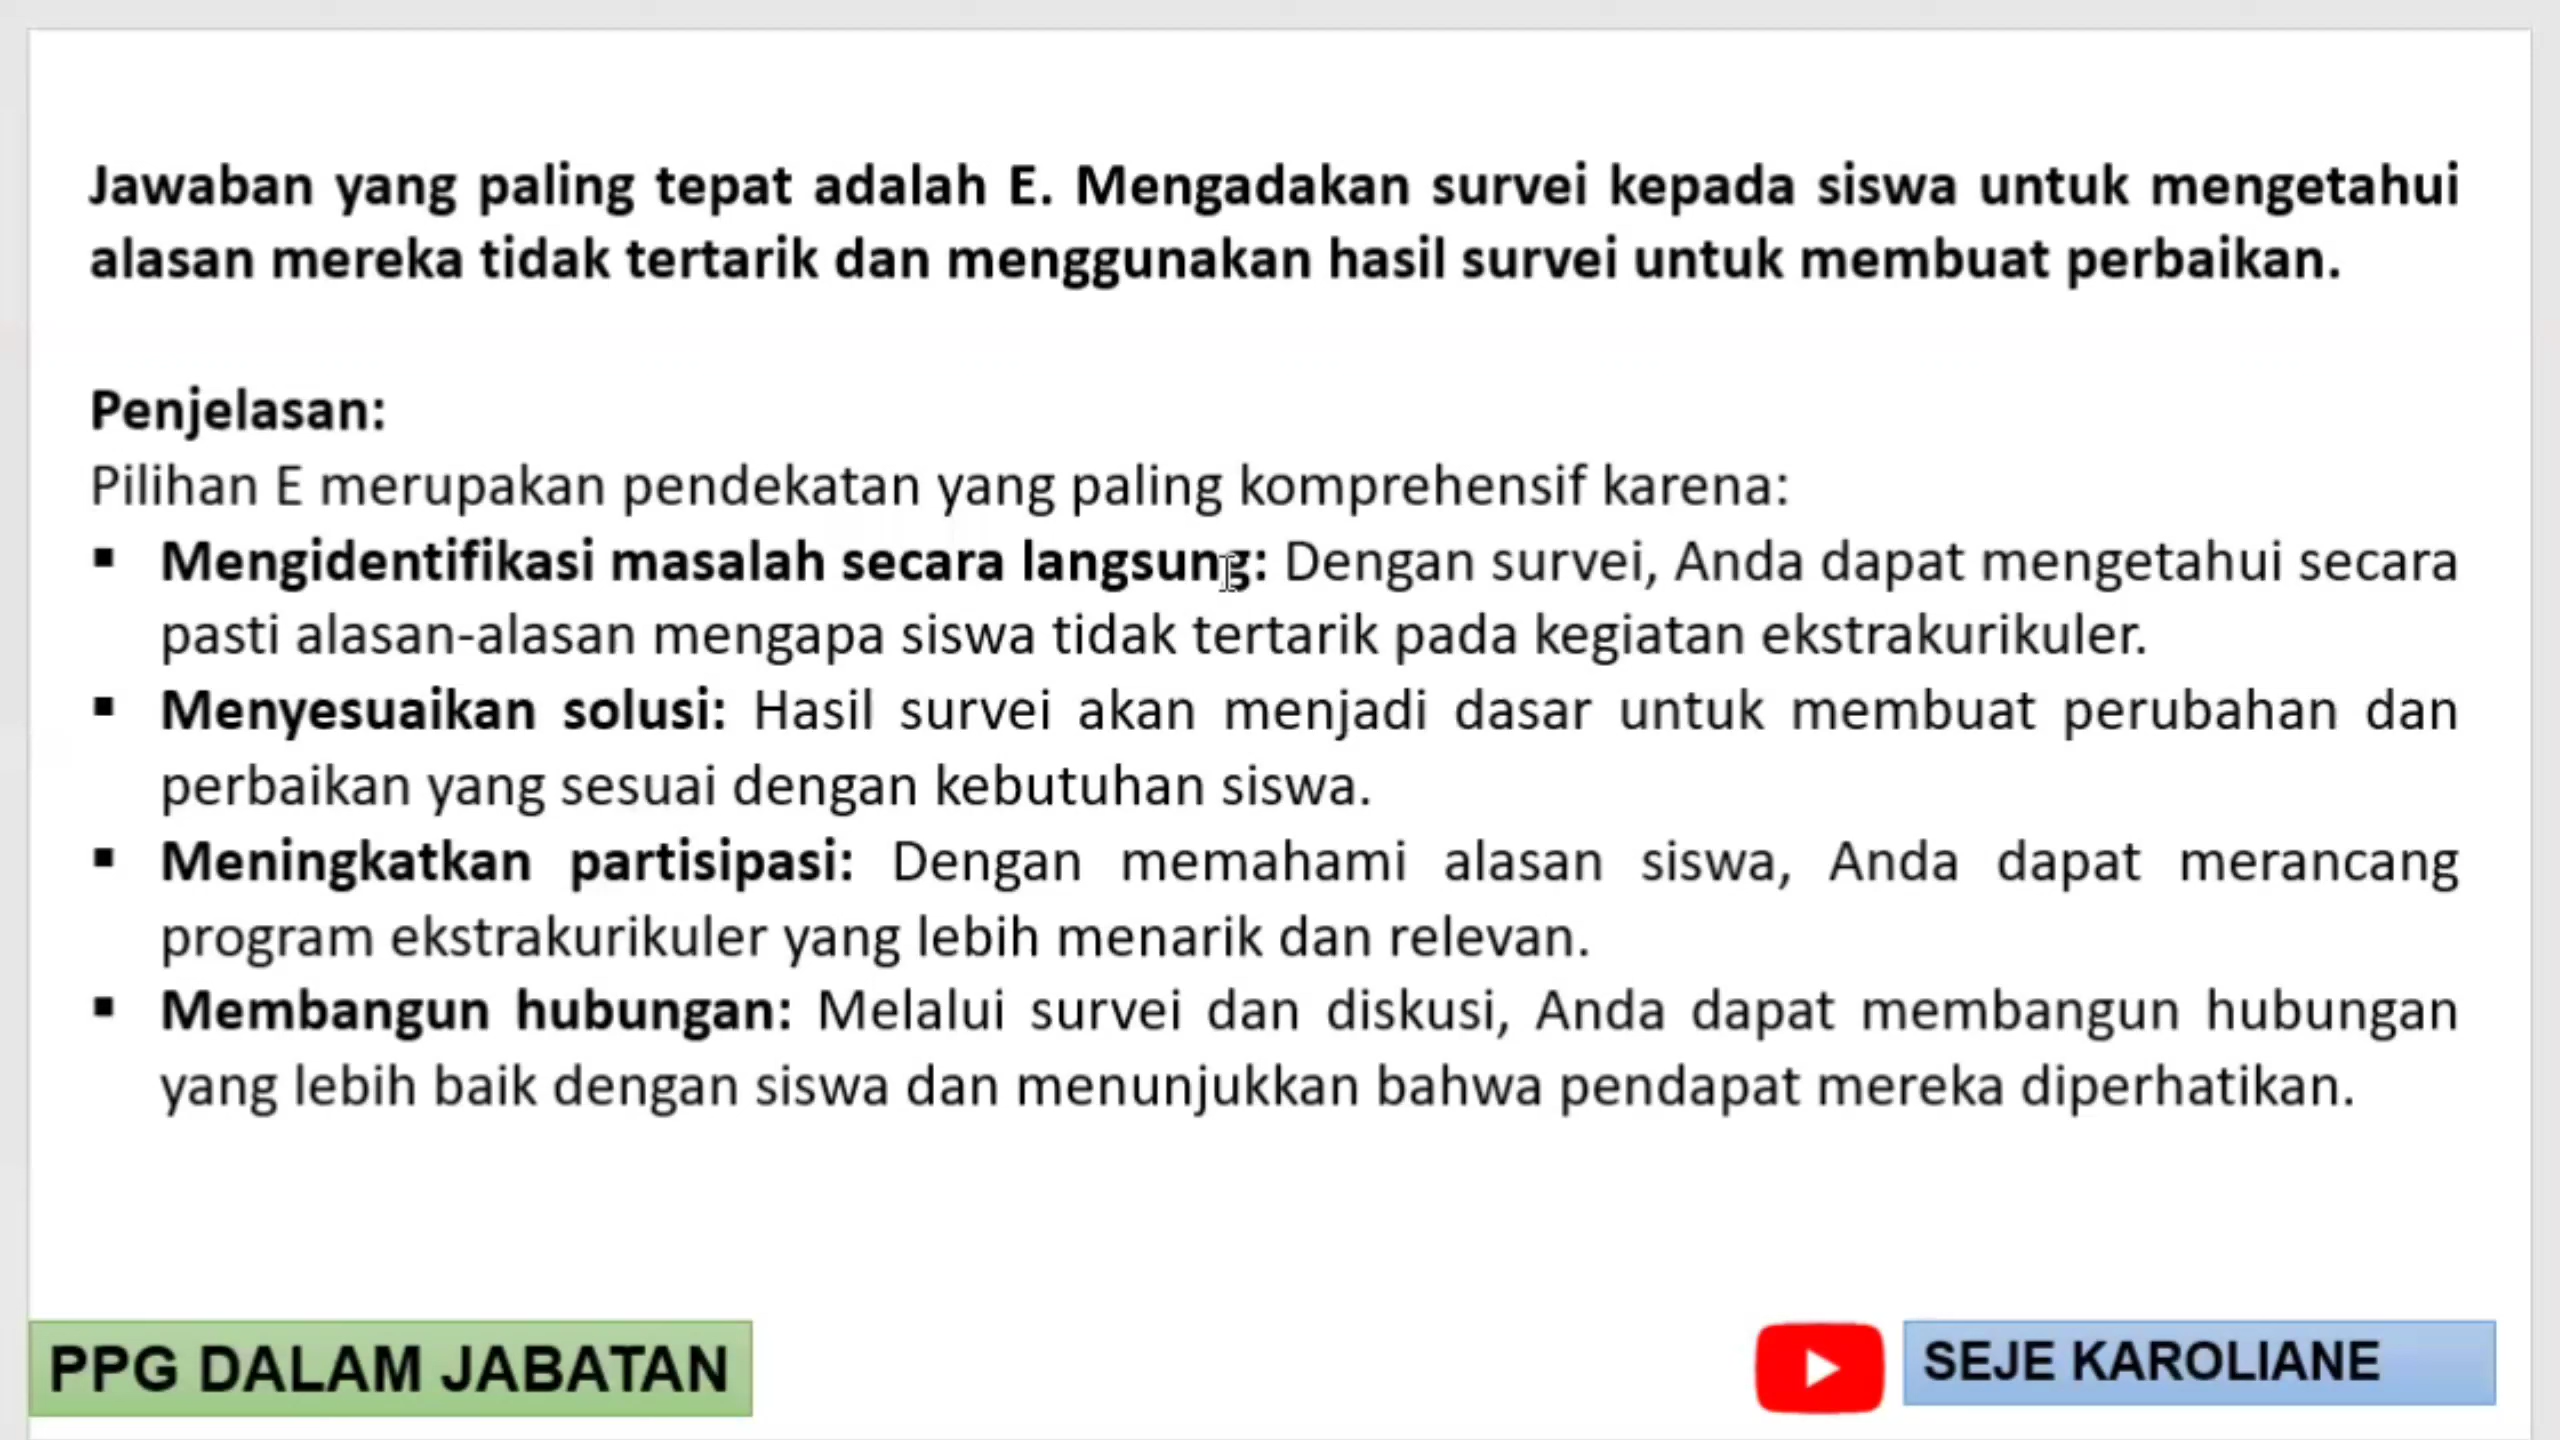 Jawaban yang paling tepat adalah E. Mengadakan survei kepada siswa untuk mengetahui
alasan mereka tidak tertarik dan menggunakan hasil survei untuk membuat perbaikan.
Penjelasan:
Pilihan E merupakan pendekatan yang paling komprehensif karena:
▪ Mengidentifikasi masalah secara langsung: Dengan survei, Anda dapat mengetahui secara
pasti alasan-alasan mengapa siswa tidak tertarik pada kegiatan ekstrakurikuler.
▪ Menyesuaikan solusi: Hasil survei akan menjadi dasar untuk membuat perubahan dan
perbaikan yang sesuai dengan kebutuhan siswa.
▪ Meningkatkan partisipasi: Dengan memahami alasan siswa, Anda dapat merancang
program ekstrakurikuler yang lebih menarik dan relevan.
▪ Membangun hubungan: Melalui survei dan diskusi, Anda dapat membangun hubungan
yang lebih baik dengan siswa dan menunjukkan bahwa pendapat mereka diperhatikan.
PPG DALAM JABATAN
SEJE KAROLIANE